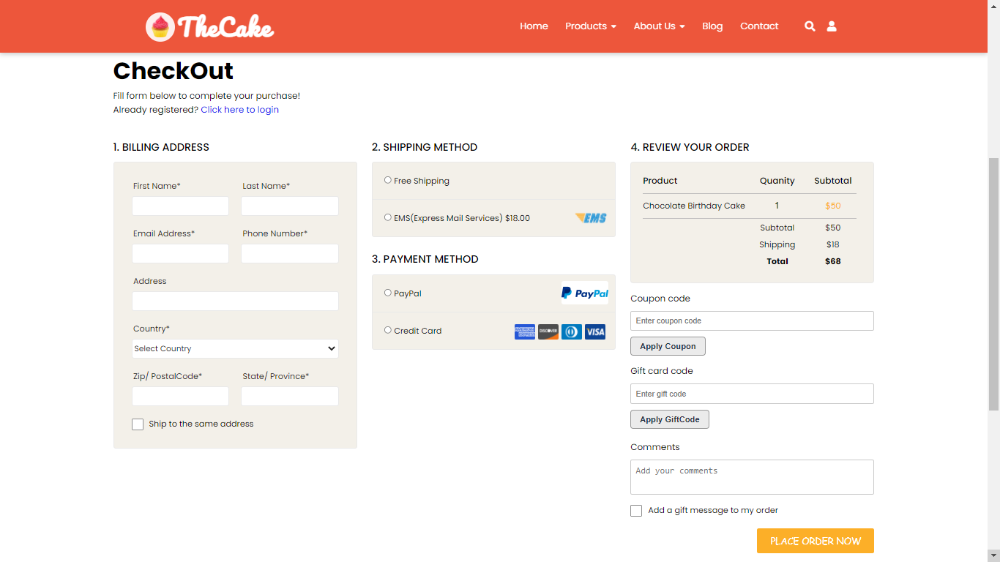 TheCake
Home Products About Us Blog Contact
CheckOut
Fill form below to complete your purchase!
Already registered? Click here to login
1. BILLING ADDRESS
First Name* Last Name*
Email Address* Phone Number*
Address
Country*
Select Country
Zip/ PostalCode* State/ Province*
Ship to the same address
2. SHIPPING METHOD
Free Shipping
EMS(Express Mail Services) $18.00 EMS
3. PAYMENT METHOD
PayPal PayPal
Credit Card AMERICAN EXPRESS DISCOVER VISA
4. REVIEW YOUR ORDER
Product Quanity Subtotal
Chocolate Birthday Cake 1 $50
Subtotal $50
Shipping $18
Total $68
Coupon code
Enter coupon code
Apply Coupon
Gift card code
Enter gift code
Apply GiftCode
Comments
Add your comments
Add a gift message to my order
PLACE ORDER NOW